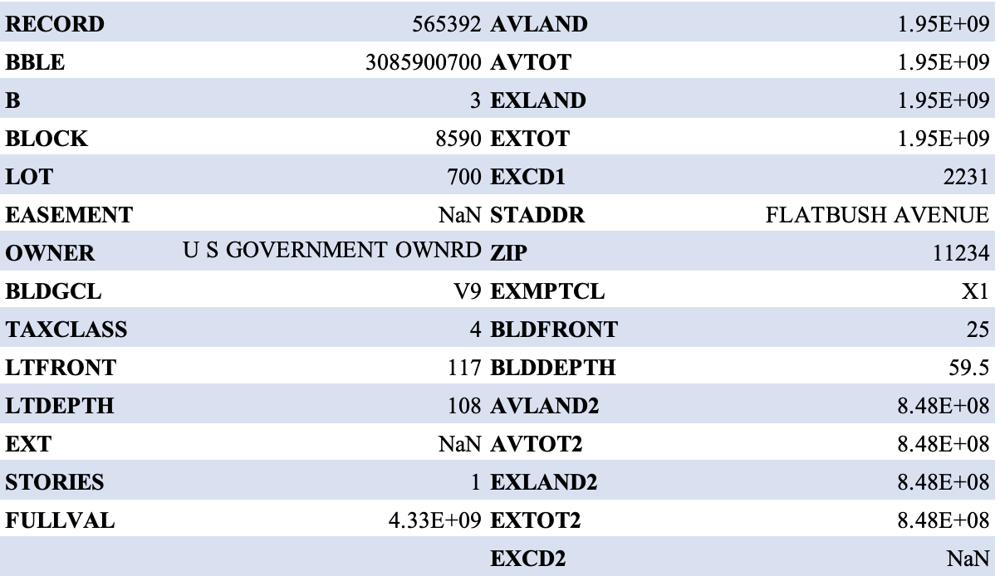 RECORD 565392 AVLAND 1.95E+09
BBLE 3085900700 AVTOT 1.95E+09
B 3 EXLAND 1.95E+09
BLOCK 8590 EXTOT 1.95E+09
LOT 700 EXCD1 2231
EASEMENT NaN STADDR FLATBUSH AVENUE
OWNER U S GOVERNMENT OWNRD ZIP 11234
BLDGCL V9 EXMPTCL X1
TAXCLASS 4 BLDFRONT 25
LTFRONT 117 BLDDEPTH 59.5
LTDEPTH 108 AVLAND2 8.48E+08
EXT NaN AVTOT2 8.48E+08
STORIES 1 EXLAND2 8.48E+08
FULLVAL 4.33E+09 EXTOT2 8.48E+08
EXCD2 NaN